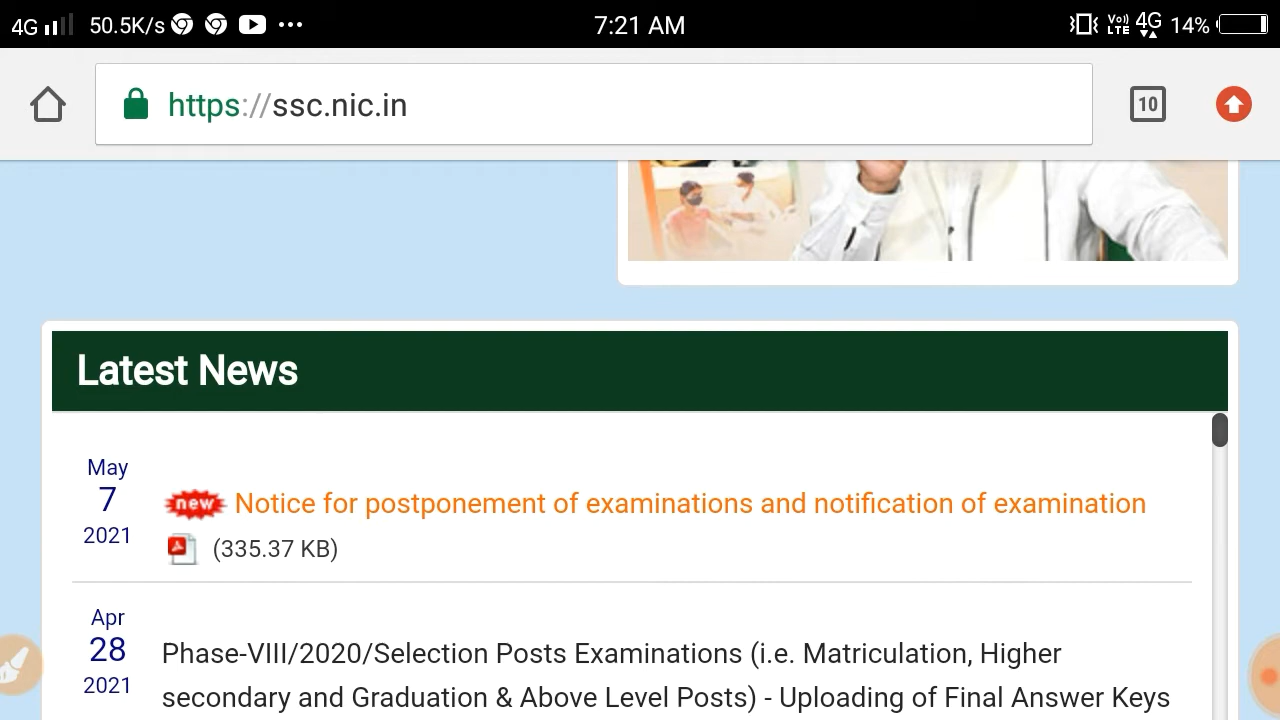 4G 50.5K/s 7:21 AM Vo)) LTE 4G 14%
https://ssc.nic.in 10
Latest News
May
7
2021
new Notice for postponement of examinations and notification of examination
(335.37 KB)
Apr
28
2021
Phase-VIII/2020/Selection Posts Examinations (i.e. Matriculation, Higher
secondary and Graduation & Above Level Posts) - Uploading of Final Answer Keys